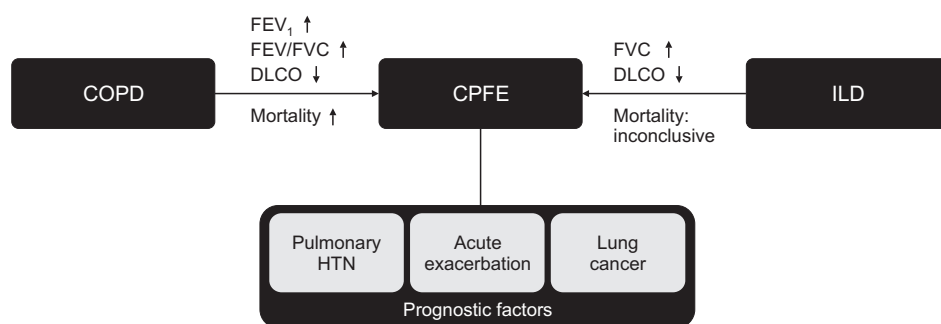 FEV₁ ↑
FEV/FVC ↑
DLCO ↓
Mortality ↑
FVC ↑
DLCO ↓
Mortality:
inconclusive
COPD
CPFE
ILD
Pulmonary
HTN
Acute
exacerbation
Lung
cancer
Prognostic factors